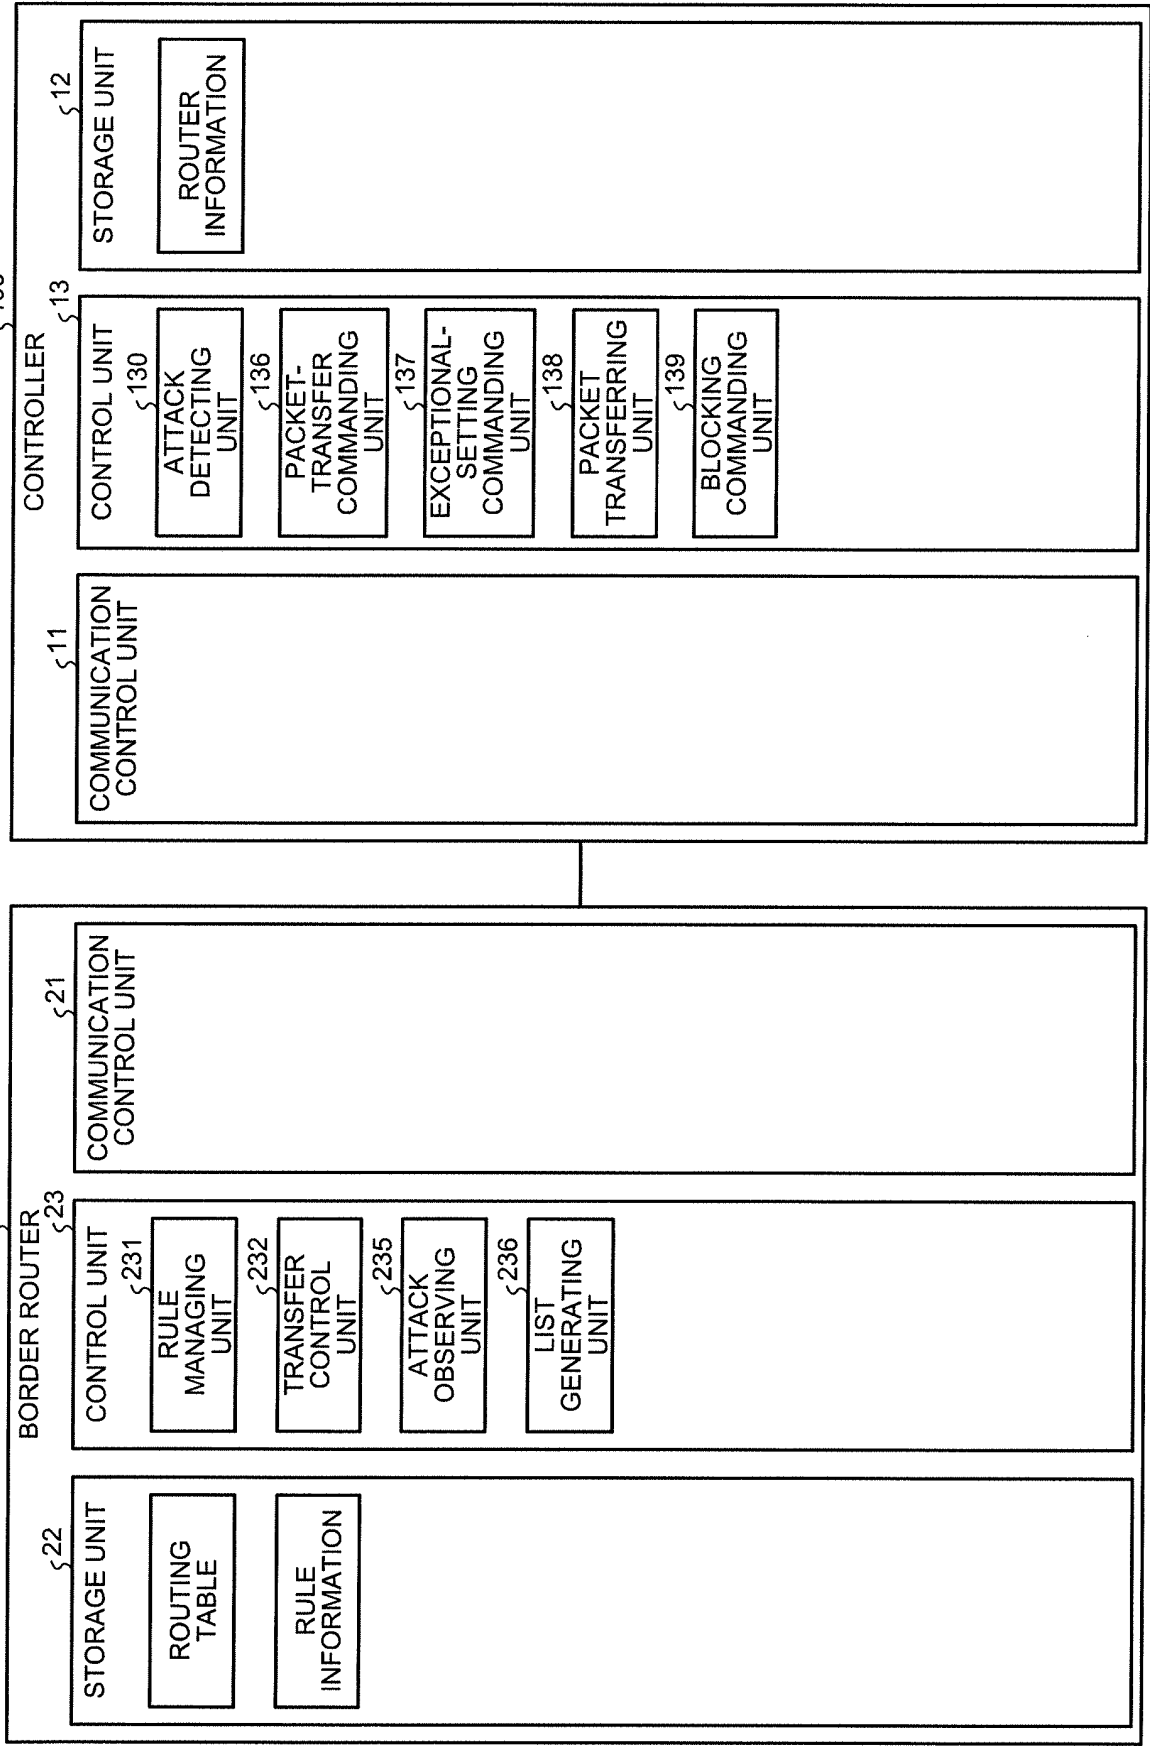 BORDER ROUTER
22
STORAGE UNIT
ROUTING
TABLE
RULE
INFORMATION
23
CONTROL UNIT
231
RULE
MANAGING
UNIT
232
TRANSFER
CONTROL
UNIT
235
ATTACK
OBSERVING
UNIT
236
LIST
GENERATING
UNIT
21
COMMUNICATION
CONTROL UNIT
CONTROLLER
11
COMMUNICATION
CONTROL UNIT
13
CONTROL UNIT
130
ATTACK
DETECTING
UNIT
136
PACKET-
TRANSFER
COMMANDING
UNIT
137
EXCEPTIONAL-
SETTING
COMMANDING
UNIT
138
PACKET
TRANSFERRING
UNIT
139
BLOCKING
COMMANDING
UNIT
12
STORAGE UNIT
ROUTER
INFORMATION